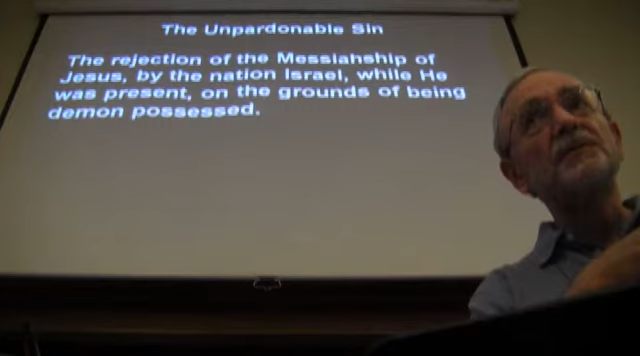 The Unpardonable Sin
The rejection of the Messiahship of
Jesus, by the nation Israel, while He
was present, on the grounds of being
demon possessed.